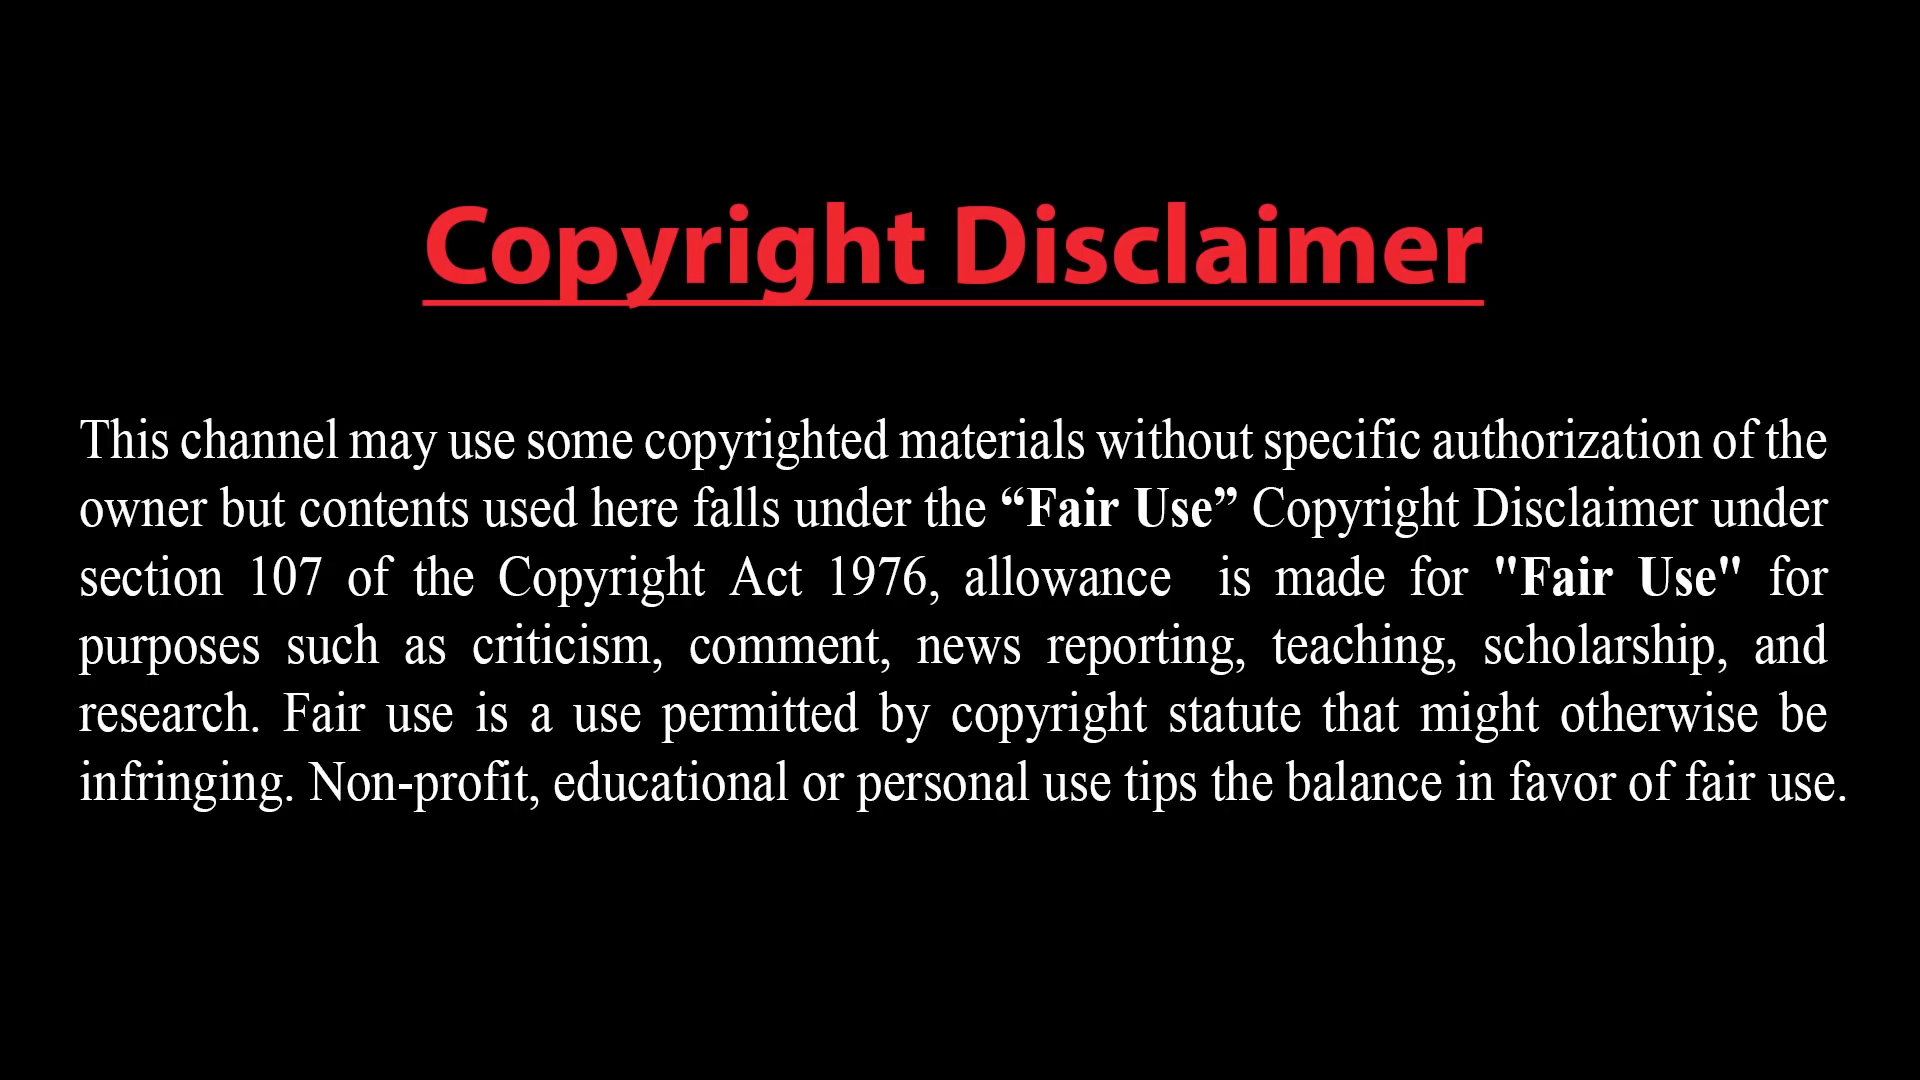 Copyright Disclaimer
This channel may use some copyrighted materials without specific authorization of the
owner but contents used here falls under the “Fair Use” Copyright Disclaimer under
section 107 of the Copyright Act 1976, allowance is made for "Fair Use" for
purposes such as criticism, comment, news reporting, teaching, scholarship, and
research. Fair use is a use permitted by copyright statute that might otherwise be
infringing. Non-profit, educational or personal use tips the balance in favor of fair use.